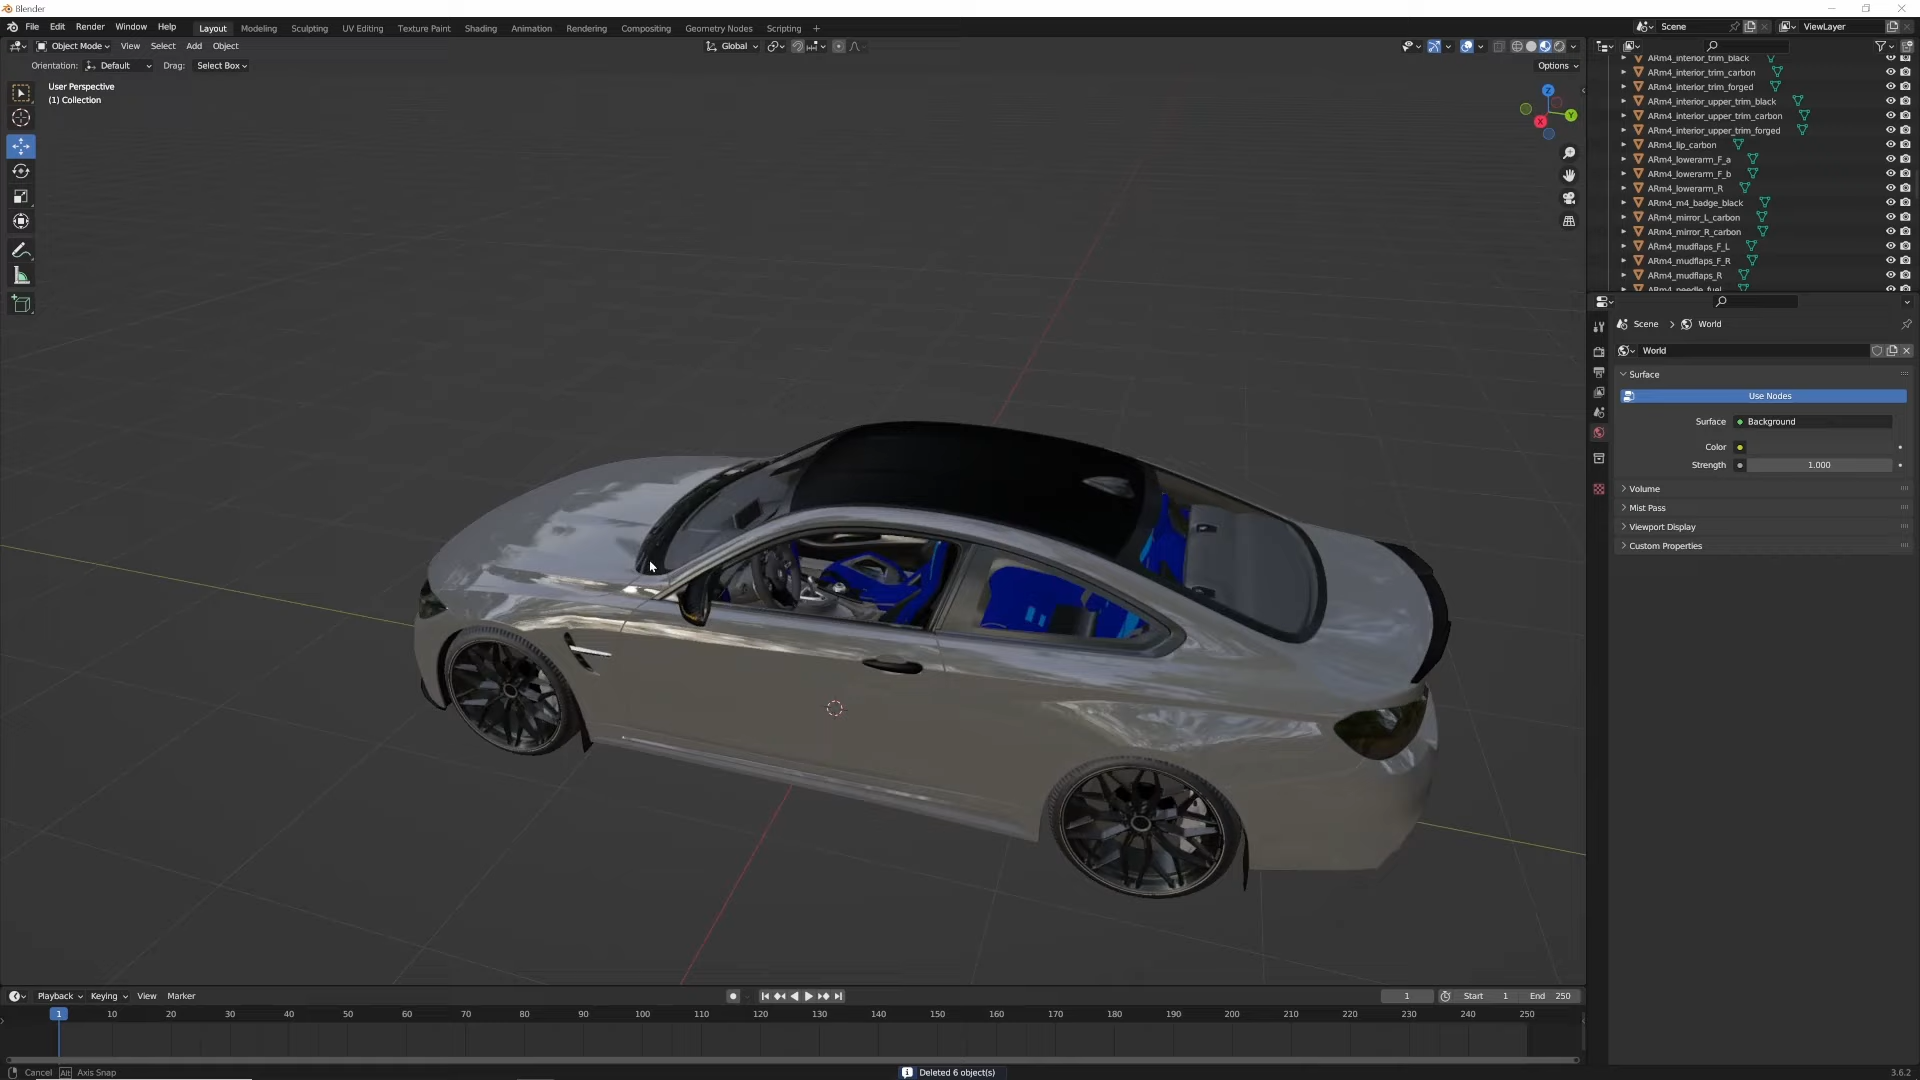 Blender
File Edit Render Window Help Layout Modeling Sculpting UV Editing Texture Paint Shading Animation Rendering Compositing Geometry Nodes Scripting + Scene ViewLayer
Object Mode View Select Add Object Global
Orientation: Default Drag: Select Box Options
User Perspective
(1) Collection
Z
Y
X
ARm4_interior_trim_black
ARm4_interior_trim_carbon
ARm4_interior_trim_forged
ARm4_interior_upper_trim_black
ARm4_interior_upper_trim_carbon
ARm4_interior_upper_trim_forged
ARm4_lip_carbon
ARm4_lowerarm_F_a
ARm4_lowerarm_F_b
ARm4_lowerarm_R
ARm4_m4_badge_black
ARm4_mirror_L_carbon
ARm4_mirror_R_carbon
ARm4_mudflaps_F_L
ARm4_mudflaps_F_R
ARm4_mudflaps_R
ARm4_needle_fuel
Scene > World
World
Surface
Use Nodes
Surface Background
Color
Strength 1.000
Volume
Mist Pass
Viewport Display
Custom Properties
Playback Keying View Marker 1 Start 1 End 250
1 10 20 30 40 50 60 70 80 90 100 110 120 130 140 150 160 170 180 190 200 210 220 230 240 250
Cancel Alt Axis Snap Deleted 6 object(s) 3.6.2